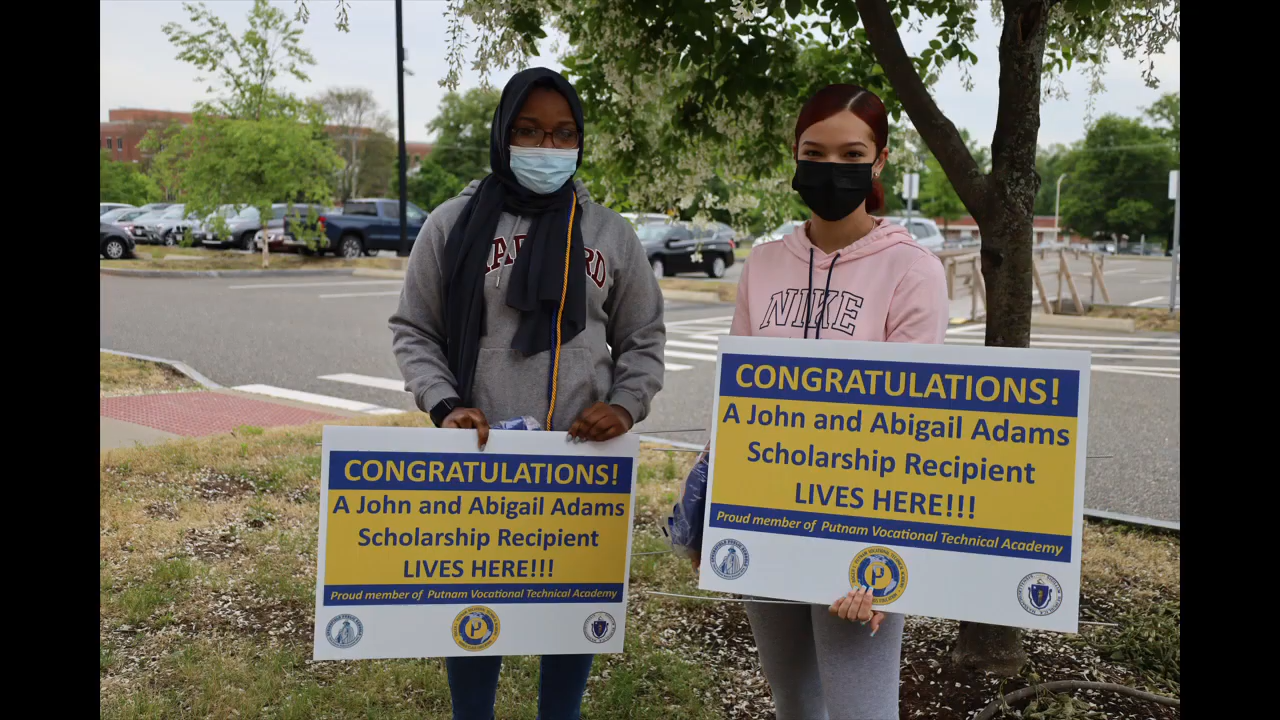 HARVARD
NIKE
CONGRATULATIONS!
A John and Abigail Adams
Scholarship Recipient
LIVES HERE!!!
Proud member of Putnam Vocational Technical Academy
CONGRATULATIONS!
A John and Abigail Adams
Scholarship Recipient
LIVES HERE!!!
Proud member of Putnam Vocational Technical Academy